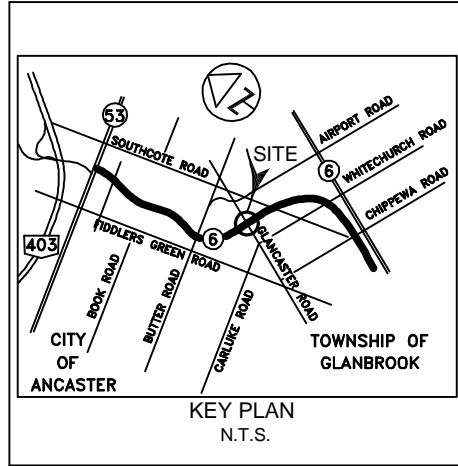 53
SOUTHCOTE ROAD
SITE
AIRPORT ROAD
WHITECHURCH ROAD
6
CHIPPEWA ROAD
403
FIDDLERS GREEN ROAD
6
GLANCASTER ROAD
BOOK ROAD
BUTTER ROAD
CARLUKE ROAD
CITY
OF
ANCASTER
TOWNSHIP OF
GLANBROOK
Z
KEY PLAN
N.T.S.